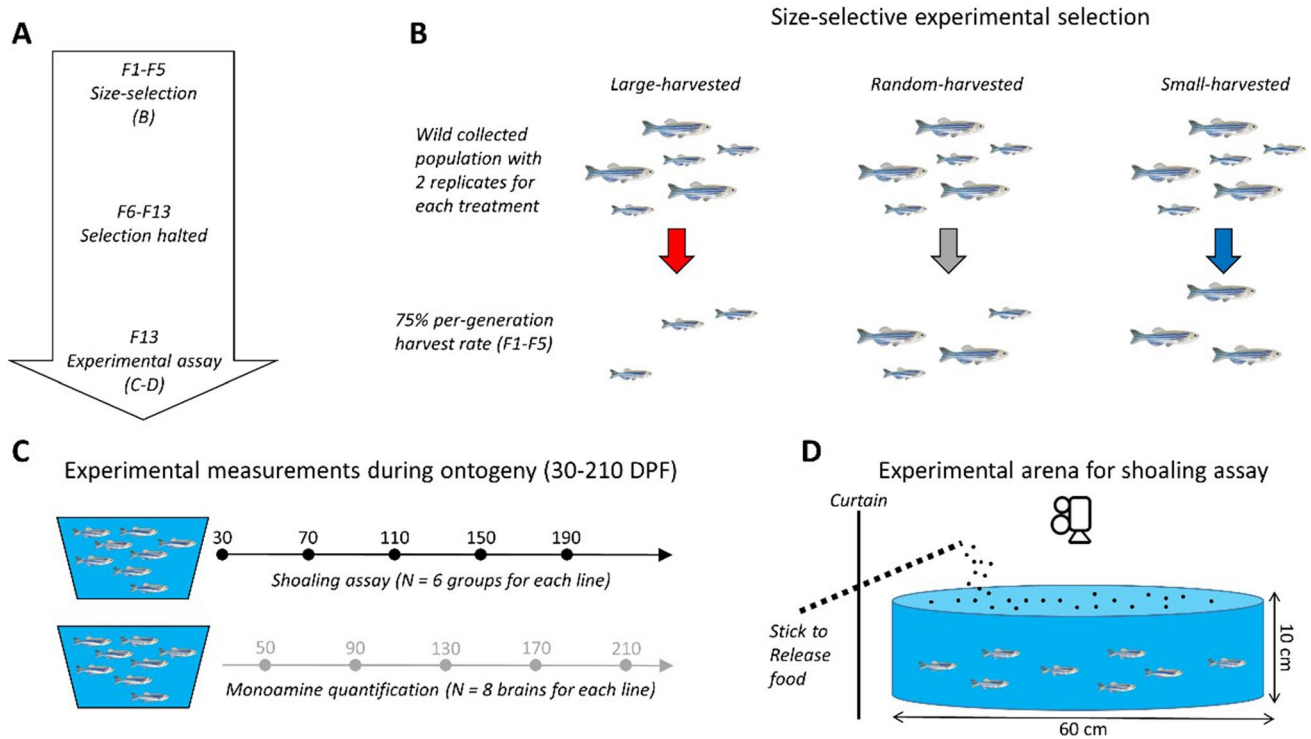 A
F1-F5
Size-selection
(B)
F6-F13
Selection halted
F13
Experimental assay
(C-D)
B
Size-selective experimental selection
Large-harvested
Random-harvested
Small-harvested
Wild collected
population with
2 replicates for
each treatment
75% per-generation
harvest rate (F1-F5)
C
Experimental measurements during ontogeny (30-210 DPF)
30
70
110
150
190
Shoaling assay (N = 6 groups for each line)
50
90
130
170
210
Monoamine quantification (N = 8 brains for each line)
D
Experimental arena for shoaling assay
Curtain
Stick to
Release
food
10 cm
60 cm